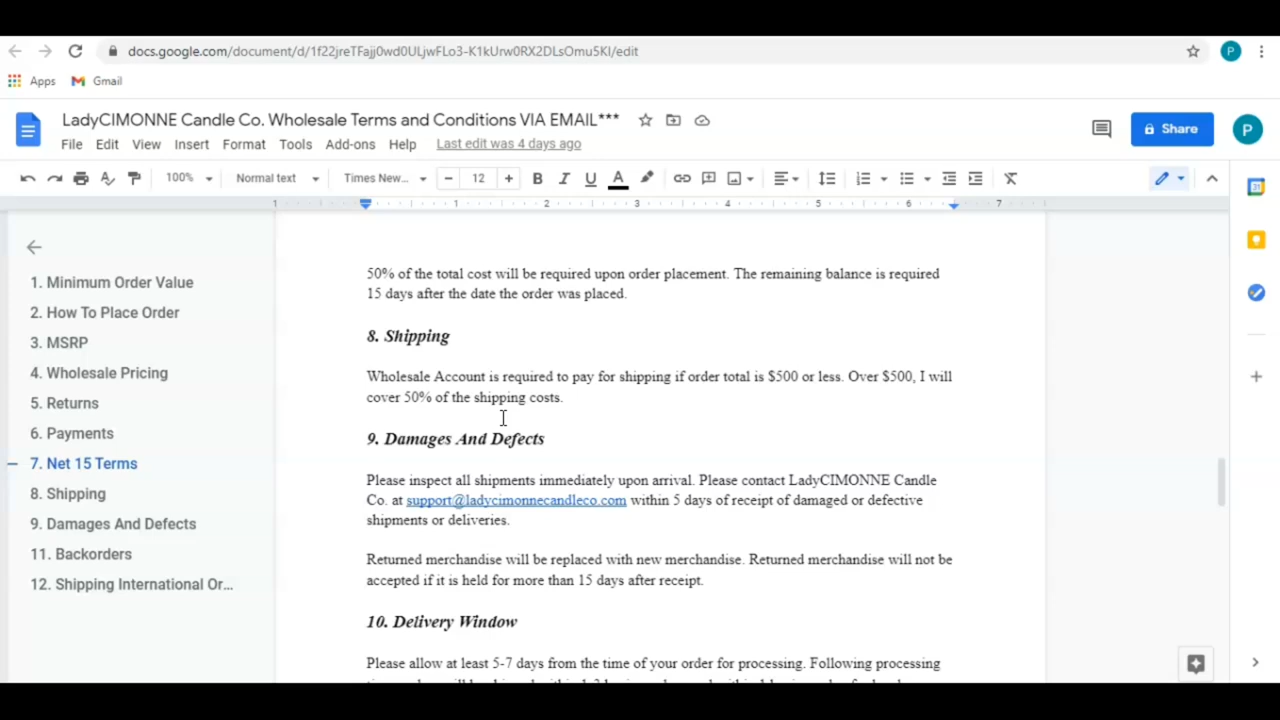 docs.google.com/document/d/1f22jreTFajj0wd0ULjwFLo3-K1kUrw0RX2DLsOmu5KI/edit
P
Apps
Gmail
LadyCIMONNE Candle Co. Wholesale Terms and Conditions VIA EMAIL***
Share
P
File Edit View Insert Format Tools Add-ons Help Last edit was 4 days ago
100% Normal text Times New... 12 B I U A
1 1 2 3 4 5 6 7
1. Minimum Order Value
2. How To Place Order
3. MSRP
4. Wholesale Pricing
5. Returns
6. Payments
7. Net 15 Terms
8. Shipping
9. Damages And Defects
11. Backorders
12. Shipping International Or...
50% of the total cost will be required upon order placement. The remaining balance is required
15 days after the date the order was placed.
8. Shipping
Wholesale Account is required to pay for shipping if order total is $500 or less. Over $500, I will
cover 50% of the shipping costs.
9. Damages And Defects
Please inspect all shipments immediately upon arrival. Please contact LadyCIMONNE Candle
Co. at support@ladycimonnecandleco.com within 5 days of receipt of damaged or defective
shipments or deliveries.
Returned merchandise will be replaced with new merchandise. Returned merchandise will not be
accepted if it is held for more than 15 days after receipt.
10. Delivery Window
Please allow at least 5-7 days from the time of your order for processing. Following processing